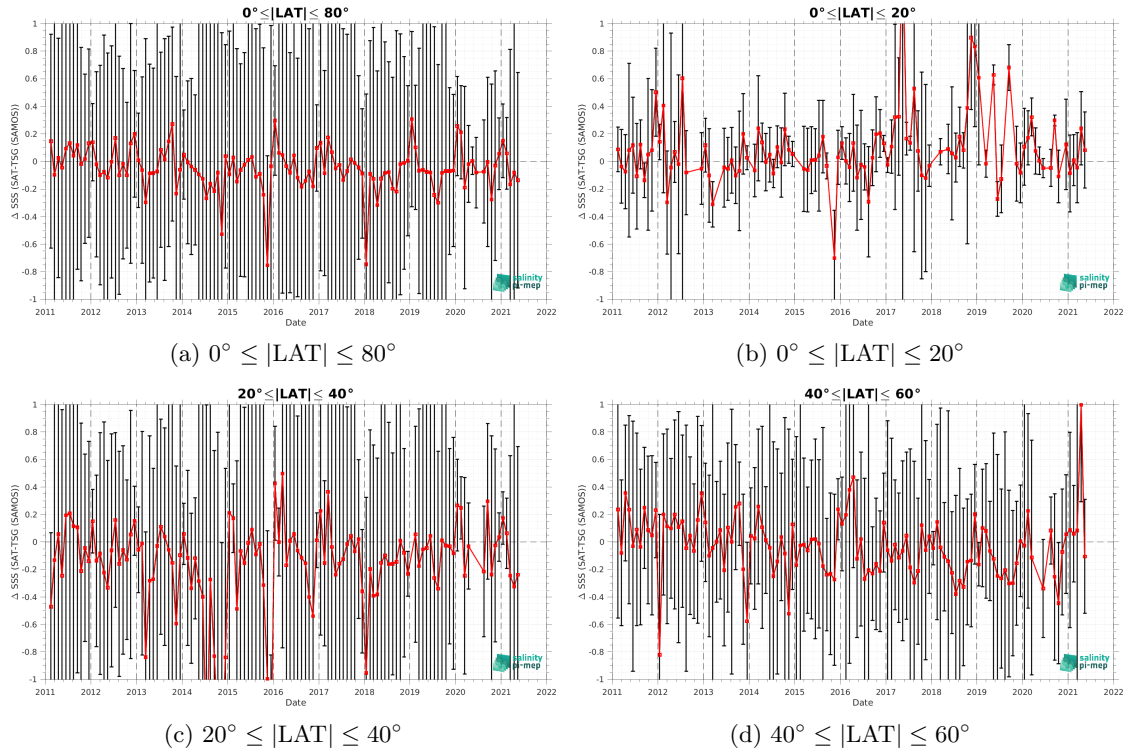 0°≤|LAT|≤ 80°
Δ SSS (SAT-TSG (SAMOS))
1
0.8
0.6
0.4
0.2
0
-0.2
-0.4
-0.6
-0.8
-1
2011 2012 2013 2014 2015 2016 2017 2018 2019 2020 2021 2022
Date
salinity
pi-mep
(a) 0° ≤ |LAT| ≤ 80°
0°≤|LAT|≤ 20°
Δ SSS (SAT-TSG (SAMOS))
1
0.8
0.6
0.4
0.2
0
-0.2
-0.4
-0.6
-0.8
-1
2011 2012 2013 2014 2015 2016 2017 2018 2019 2020 2021 2022
Date
salinity
pi-mep
(b) 0° ≤ |LAT| ≤ 20°
20°≤|LAT|≤ 40°
Δ SSS (SAT-TSG (SAMOS))
1
0.8
0.6
0.4
0.2
0
-0.2
-0.4
-0.6
-0.8
-1
2011 2012 2013 2014 2015 2016 2017 2018 2019 2020 2021 2022
Date
salinity
pi-mep
(c) 20° ≤ |LAT| ≤ 40°
40°≤|LAT|≤ 60°
Δ SSS (SAT-TSG (SAMOS))
1
0.8
0.6
0.4
0.2
0
-0.2
-0.4
-0.6
-0.8
-1
2011 2012 2013 2014 2015 2016 2017 2018 2019 2020 2021 2022
Date
salinity
pi-mep
(d) 40° ≤ |LAT| ≤ 60°